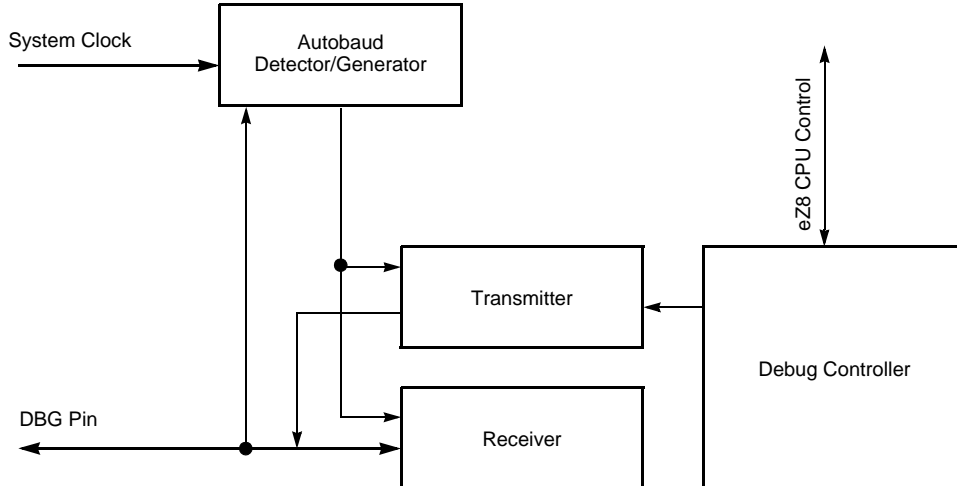 System Clock
Autobaud
Detector/Generator
eZ8 CPU Control
Transmitter
Debug Controller
DBG Pin
Receiver